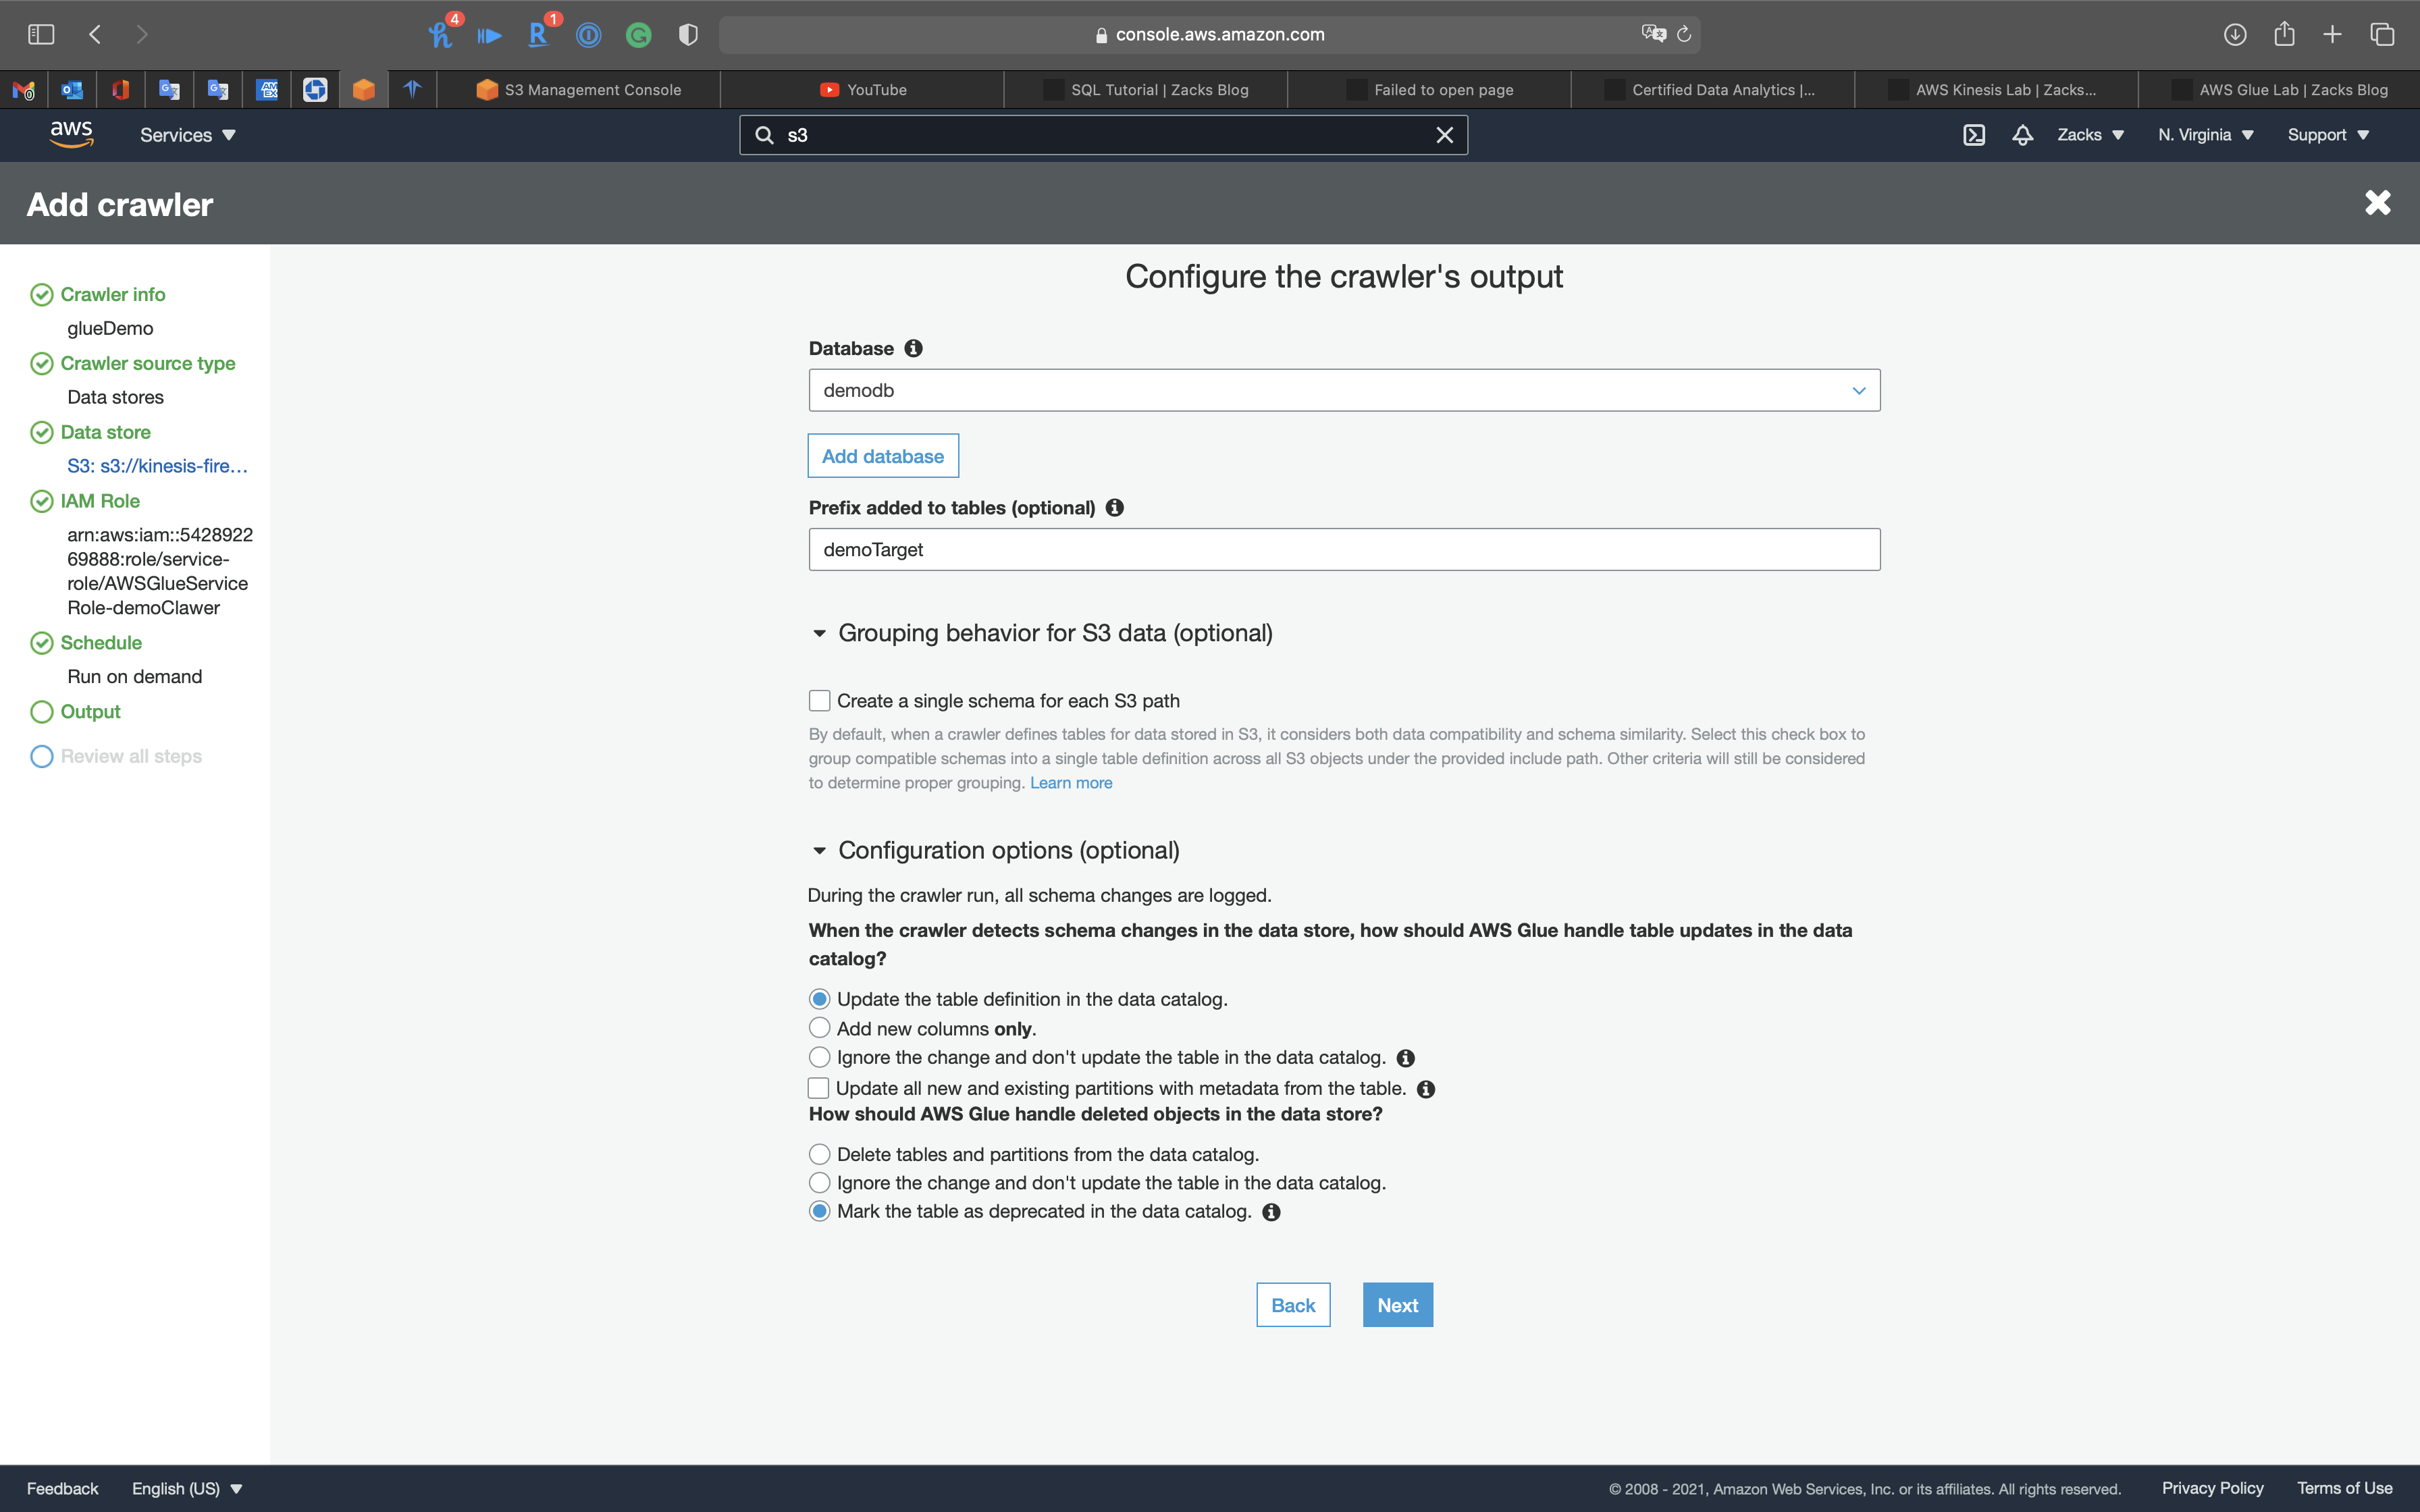 4
1
console.aws.amazon.com
S3 Management Console
YouTube
SQL Tutorial | Zacks Blog
Failed to open page
Certified Data Analytics |...
AWS Kinesis Lab | Zacks...
AWS Glue Lab | Zacks Blog
aws
Services
s3
Zacks
N. Virginia
Support
Add crawler
Crawler info
glueDemo
Crawler source type
Data stores
Data store
S3: s3://kinesis-fire...
IAM Role
arn:aws:iam::5428922
69888:role/service-
role/AWSGlueService
Role-demoClawer
Schedule
Run on demand
Output
Review all steps
Configure the crawler's output
Database
demodb
Add database
Prefix added to tables (optional)
demoTarget
Grouping behavior for S3 data (optional)
Create a single schema for each S3 path
By default, when a crawler defines tables for data stored in S3, it considers both data compatibility and schema similarity. Select this check box to
group compatible schemas into a single table definition across all S3 objects under the provided include path. Other criteria will still be considered
to determine proper grouping. Learn more
Configuration options (optional)
During the crawler run, all schema changes are logged.
When the crawler detects schema changes in the data store, how should AWS Glue handle table updates in the data
catalog?
Update the table definition in the data catalog.
Add new columns only.
Ignore the change and don't update the table in the data catalog.
Update all new and existing partitions with metadata from the table.
How should AWS Glue handle deleted objects in the data store?
Delete tables and partitions from the data catalog.
Ignore the change and don't update the table in the data catalog.
Mark the table as deprecated in the data catalog.
Back
Next
Feedback
English (US)
© 2008 - 2021, Amazon Web Services, Inc. or its affiliates. All rights reserved.
Privacy Policy
Terms of Use